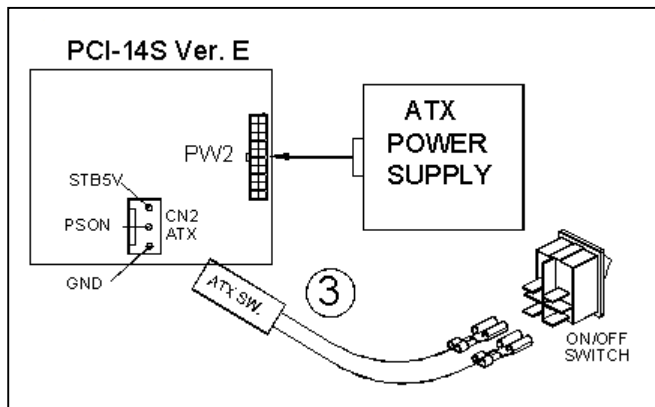 PCI-14S Ver. E
ATX
POWER
SUPPLY
PW2
STB5V
PSON
CN2
ATX
GND
ATX SW.
3
ON/OFF
SWITCH